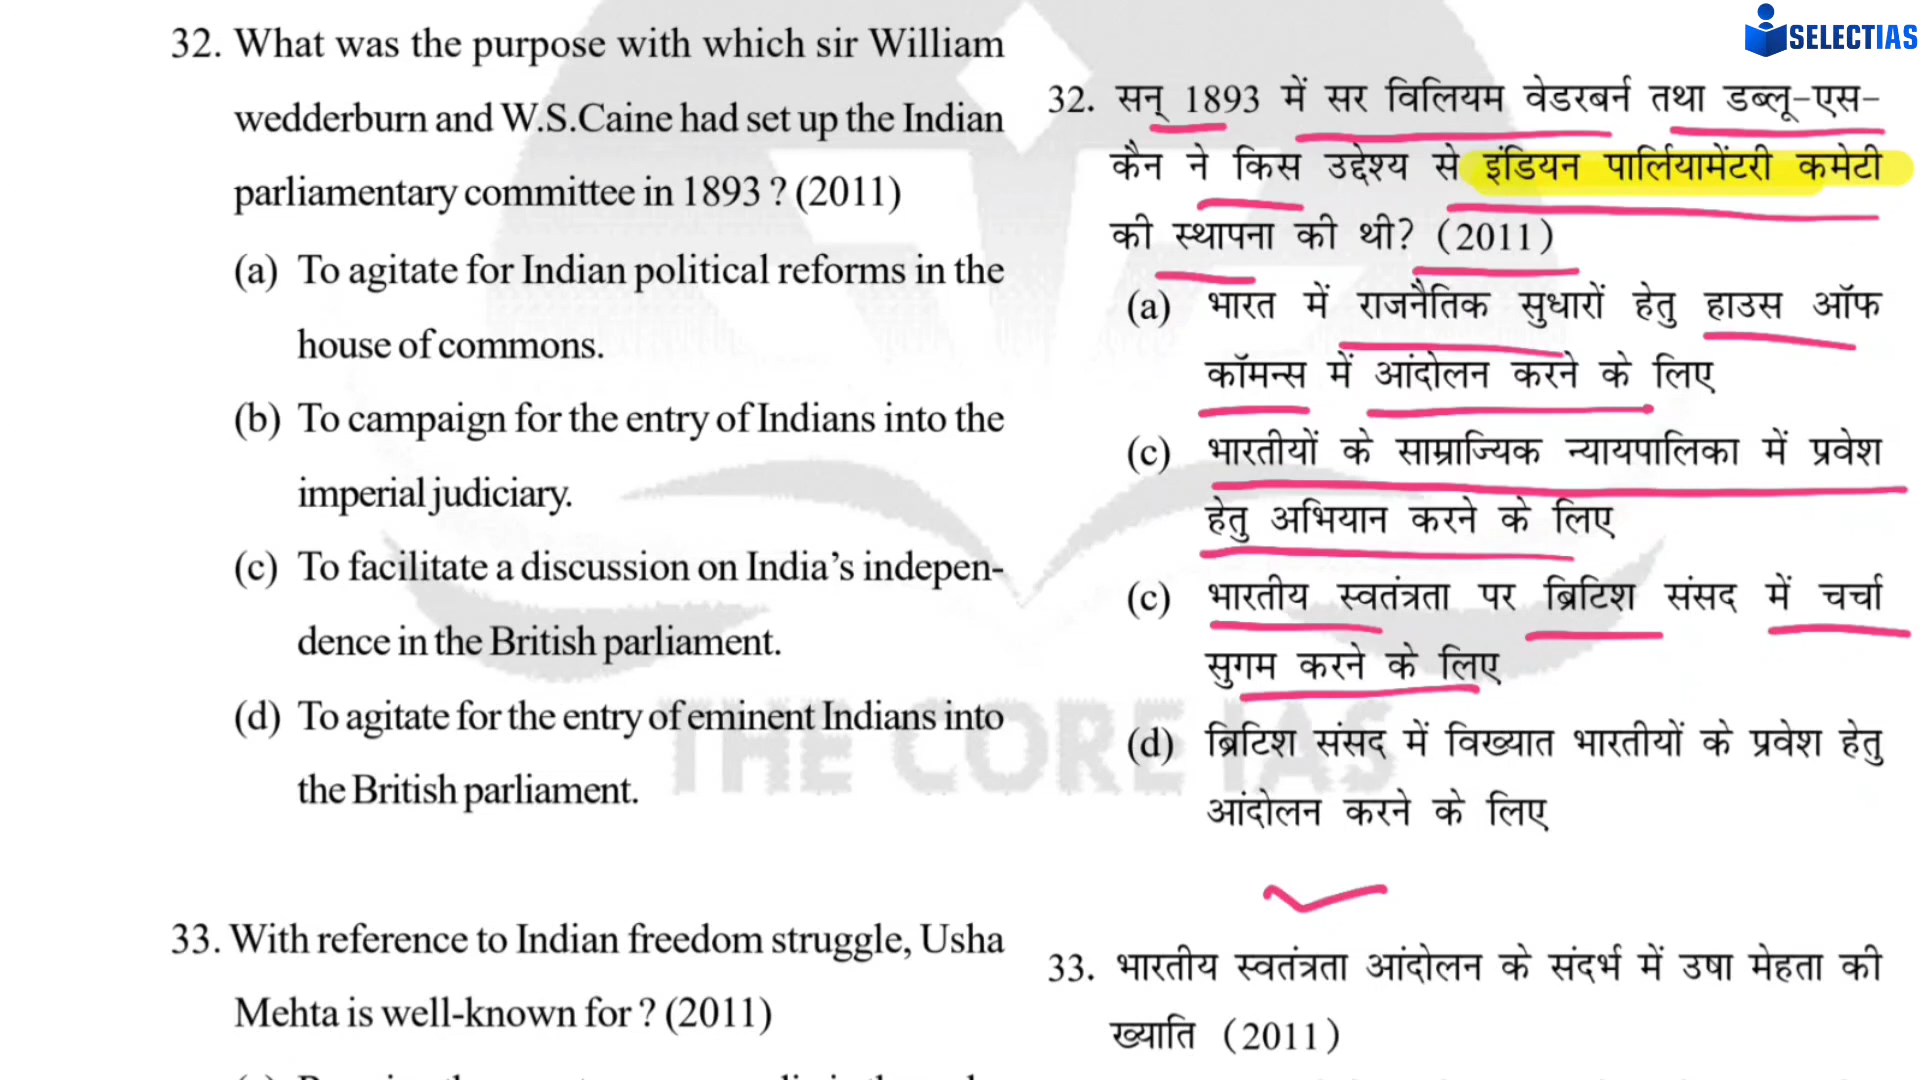 SELECTIAS
32. What was the purpose with which sir William
wedderburn and W.S.Caine had set up the Indian
parliamentary committee in 1893 ? (2011)
(a) To agitate for Indian political reforms in the
house of commons.
(b) To campaign for the entry of Indians into the
imperial judiciary.
(c) To facilitate a discussion on India’s indepen-
dence in the British parliament.
(d) To agitate for the entry of eminent Indians into
the British parliament.
33. With reference to Indian freedom struggle, Usha
Mehta is well-known for ? (2011)
32. सन् 1893 में सर विलियम वेडरबर्न तथा डब्लू-एस-
कैन ने किस उद्देश्य से इंडियन पार्लियामेंटरी कमेटी
की स्थापना की थी? (2011)
(a) भारत में राजनैतिक सुधारों हेतु हाउस ऑफ
कॉमन्स में आंदोलन करने के लिए
(c) भारतीयों के साम्राज्यिक न्यायपालिका में प्रवेश
हेतु अभियान करने के लिए
(c) भारतीय स्वतंत्रता पर ब्रिटिश संसद में चर्चा
सुगम करने के लिए
(d) ब्रिटिश संसद में विख्यात भारतीयों के प्रवेश हेतु
आंदोलन करने के लिए
33. भारतीय स्वतंत्रता आंदोलन के संदर्भ में उषा मेहता की
ख्याति (2011)
THE CORE IAS